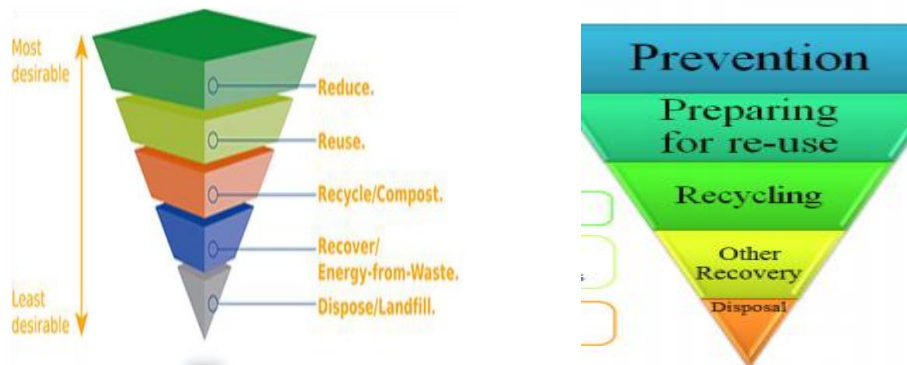 Most
desirable
Reduce.
Reuse.
Recycle/Compost.
Recover/
Energy-from-Waste.
Least
desirable
Dispose/Landfill.
Prevention
Preparing
for re-use
Recycling
Other
Recovery
Disposal